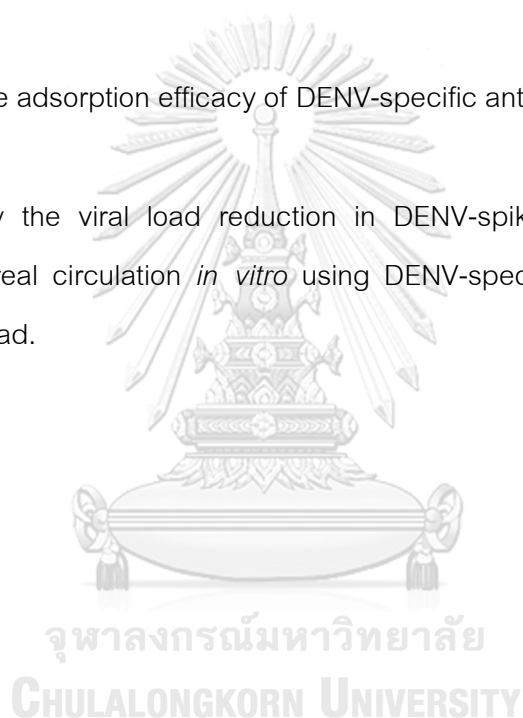 e adsorption efficacy of DENV-specific ant
y the viral load reduction in DENV-spik
real circulation in vitro using DENV-spec
ad.
จุฬาลงกรณ์มหาวิทยาลัย
CHULALONGKORN UNIVERSITY